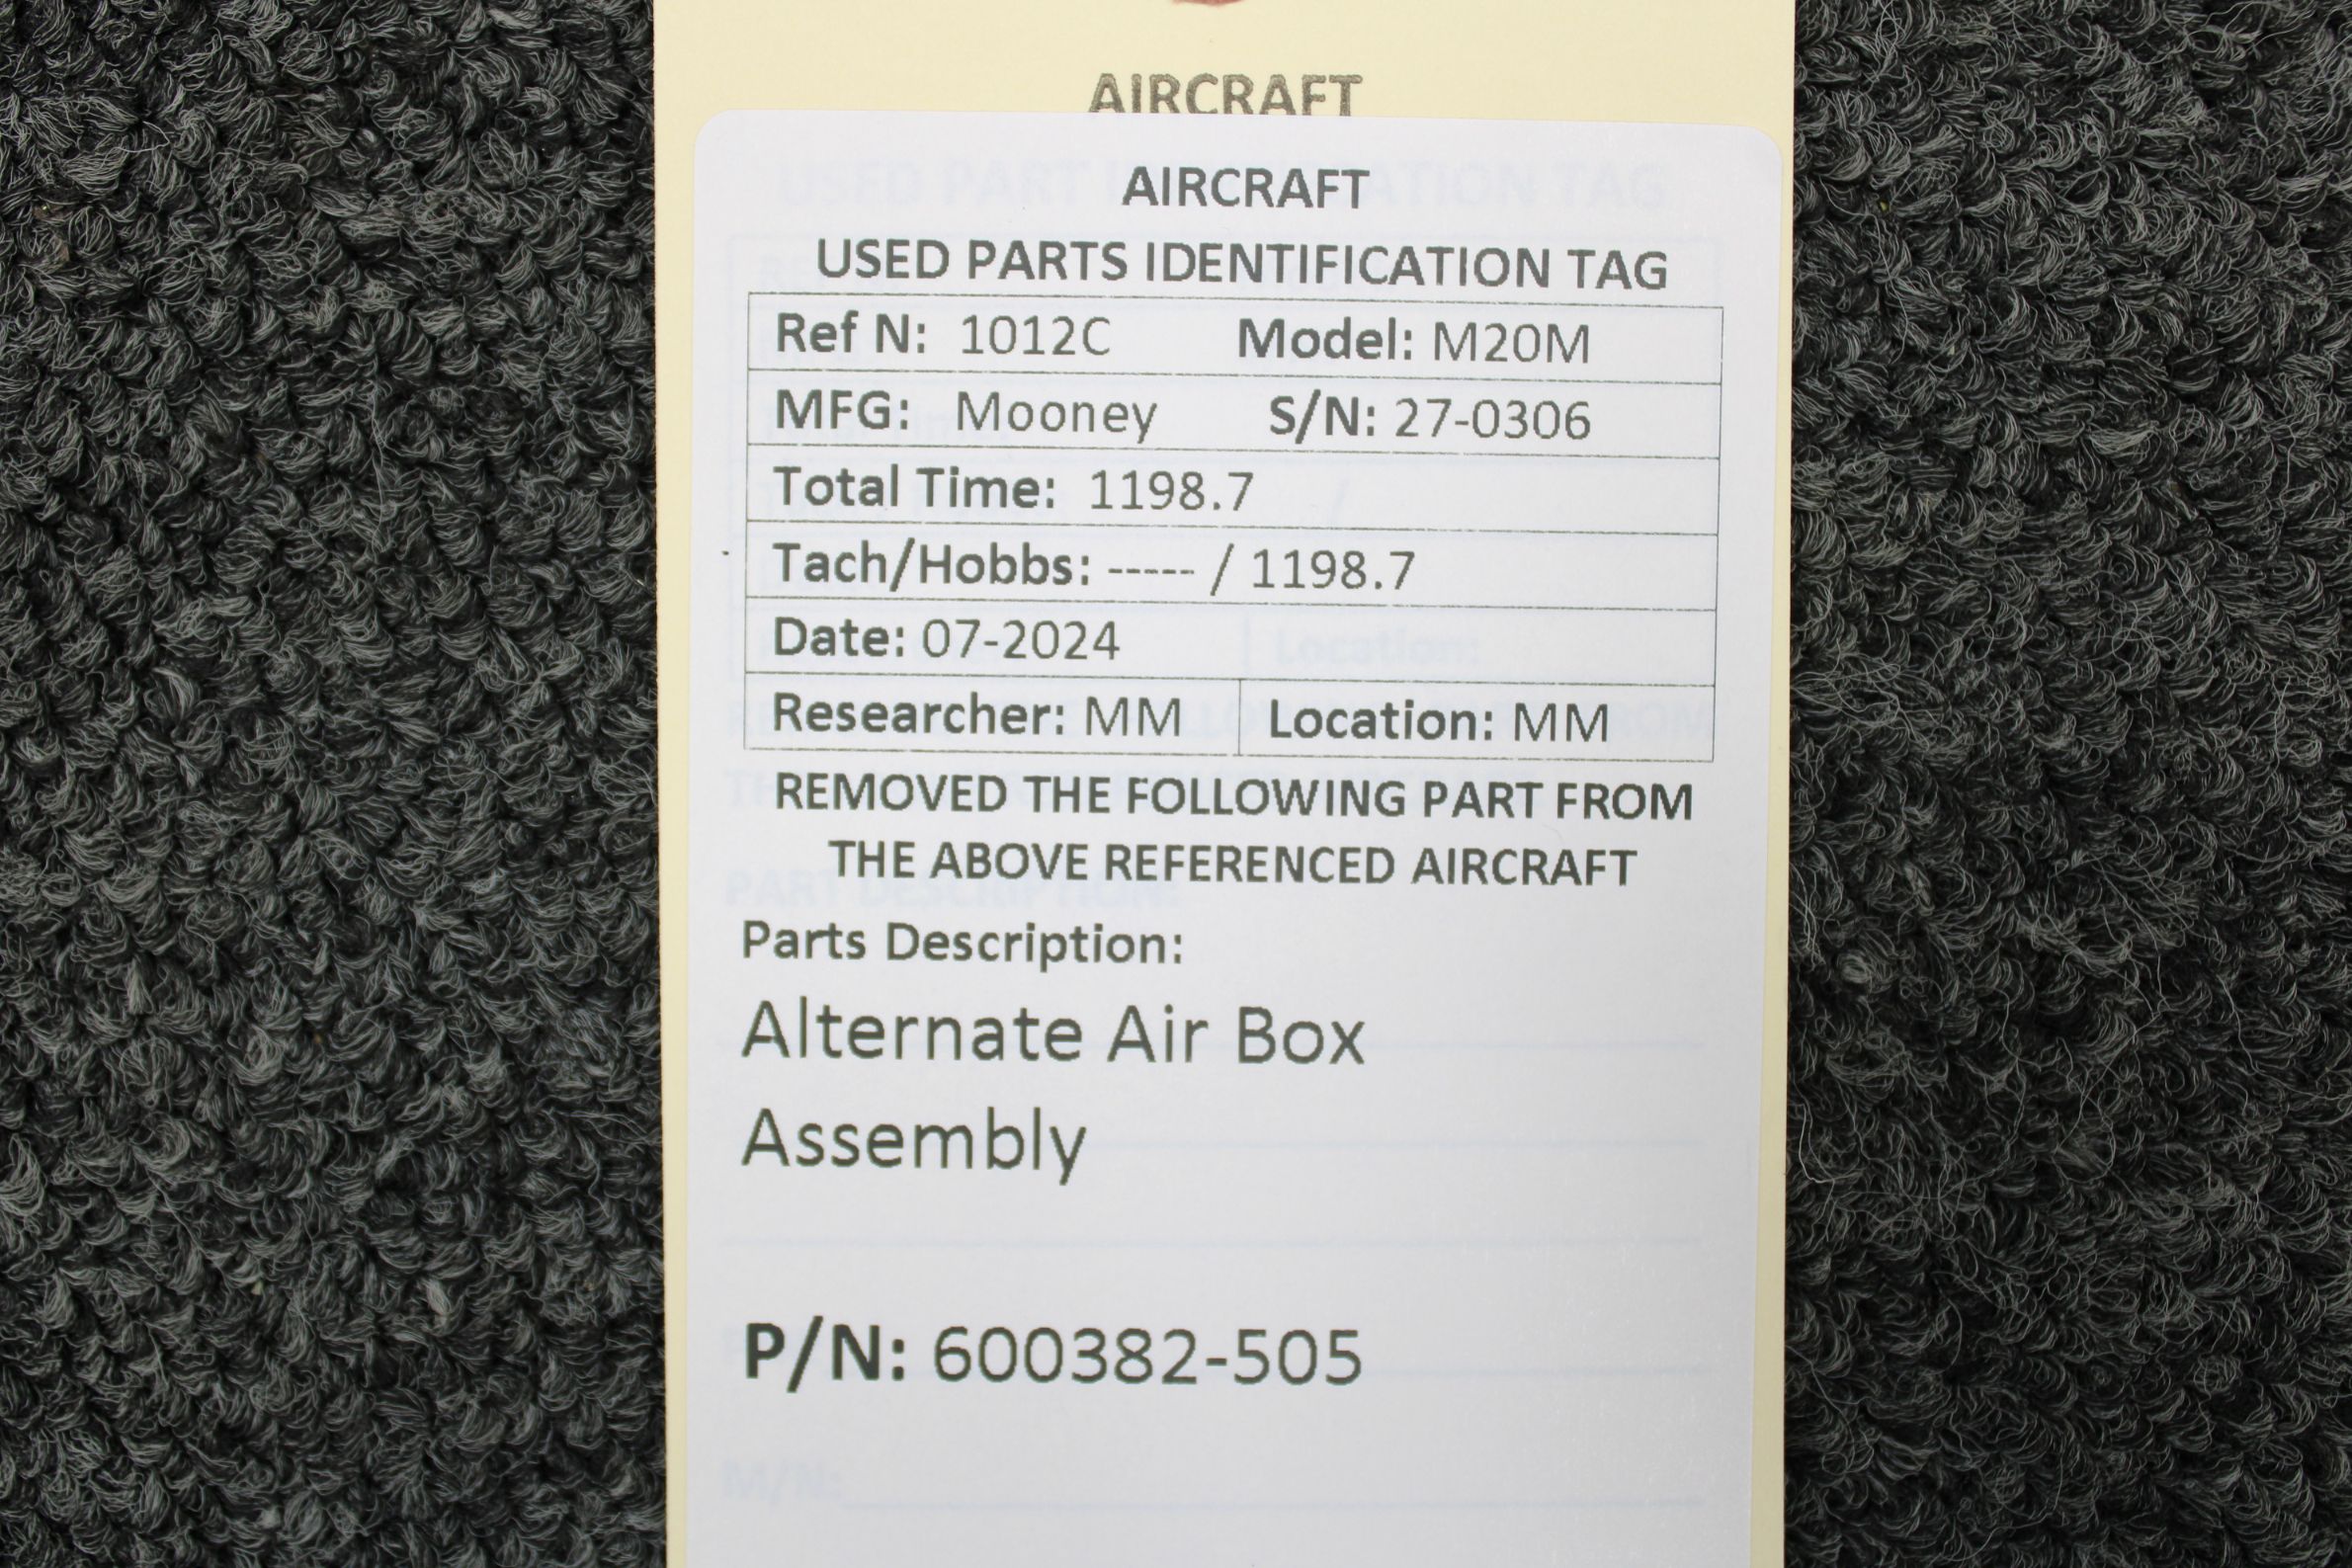 AIRCRAFT
AIRCRAFT
USED PARTS IDENTIFICATION TAG
Ref N: 1012C Model: M20M
MFG: Mooney S/N: 27-0306
Total Time: 1198.7
Tach/Hobbs: ----- / 1198.7
Date: 07-2024
Researcher: MM Location: MM
REMOVED THE FOLLOWING PART FROM
THE ABOVE REFERENCED AIRCRAFT
Parts Description:
Alternate Air Box
Assembly
P/N: 600382-505
M/N: